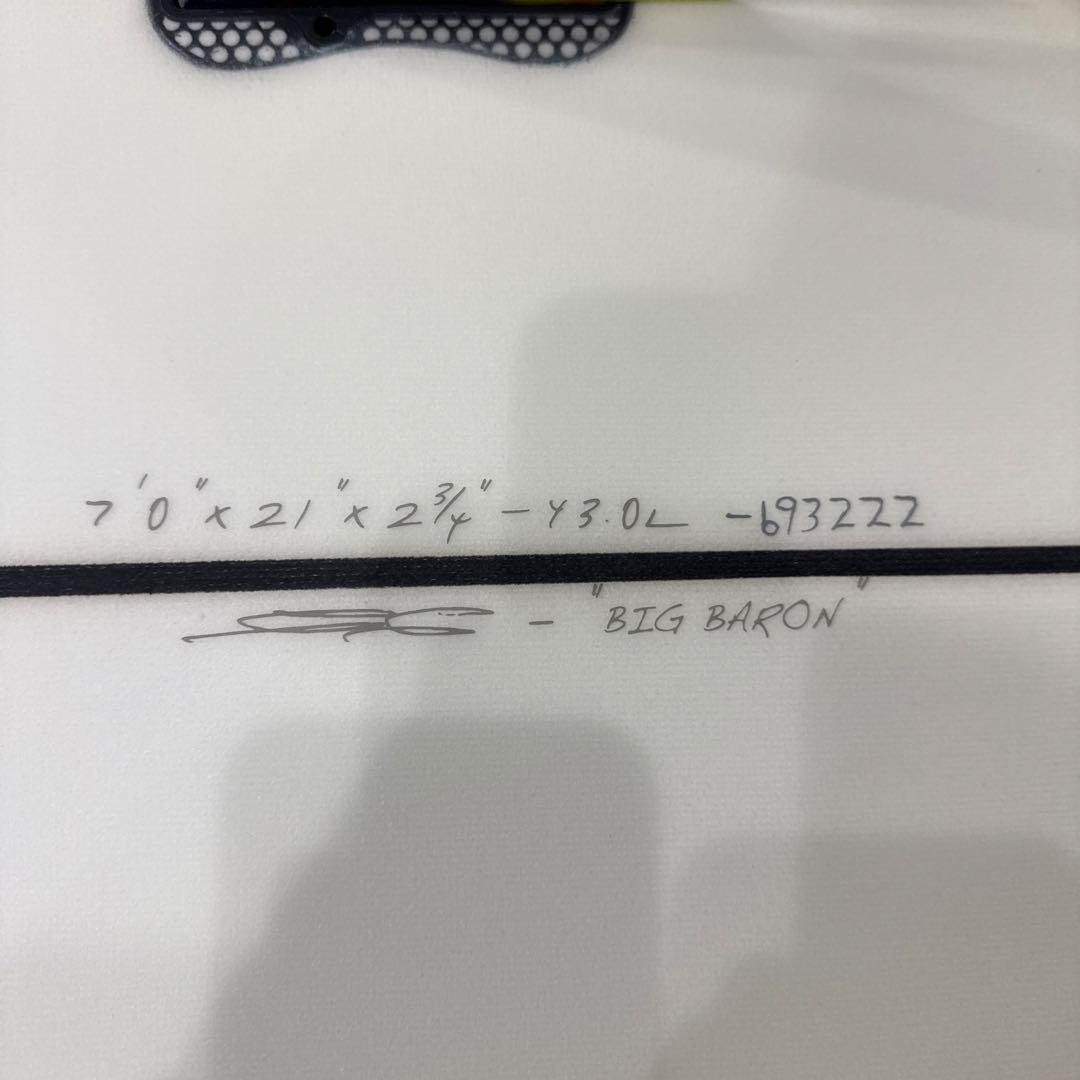 7'0" x 21" x 2 3/4" - 43.0L - 693222
- "BIG BARON"